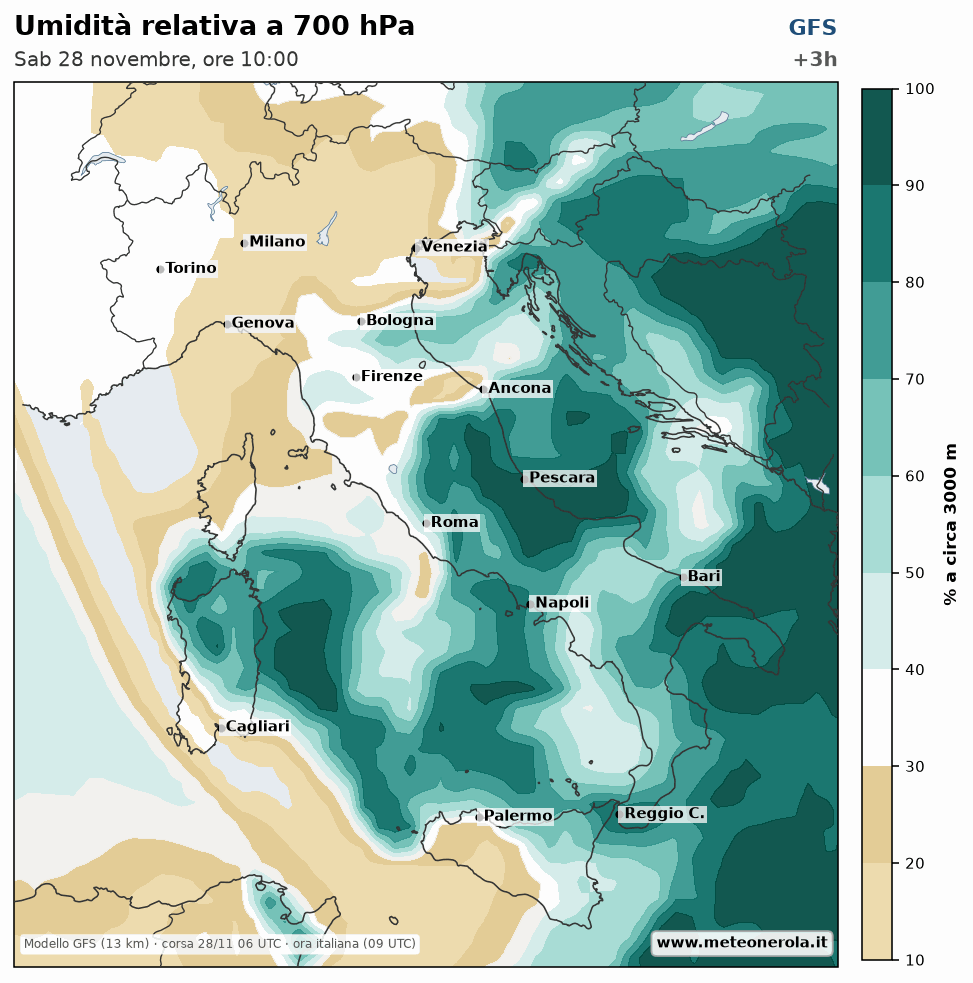 Umidità relativa a 700 hPa
GFS
Sab 28 novembre, ore 10:00
+3h
Milano
Venezia
Torino
Genova
Bologna
Firenze
Ancona
Pescara
Roma
Bari
Napoli
Cagliari
Palermo
Reggio C.
Modello GFS (13 km) · corsa 28/11 06 UTC · ora italiana (09 UTC)
www.meteonerola.it
100
90
80
70
60
50
40
30
20
10
% a circa 3000 m